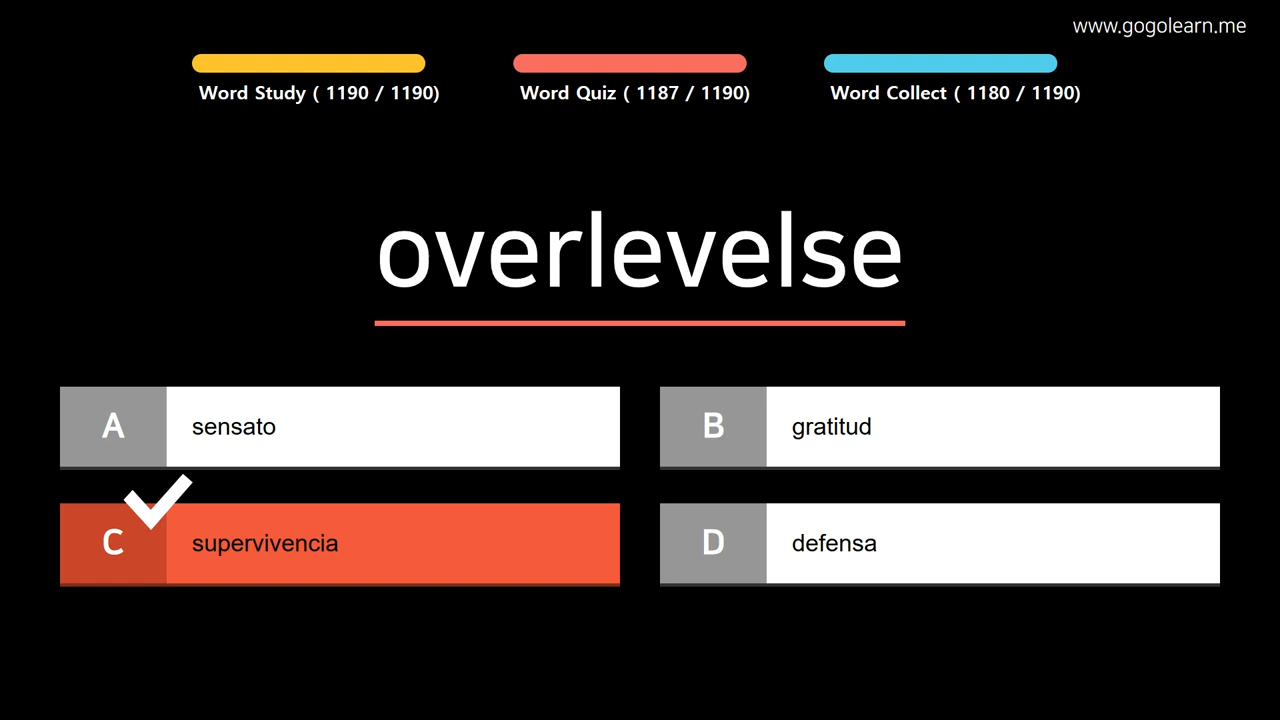 www.gogolearn.me
Word Study ( 1190 / 1190)
Word Quiz ( 1187 / 1190)
Word Collect ( 1180 / 1190)
overlevelse
A sensato
B gratitud
C supervivencia
D defensa